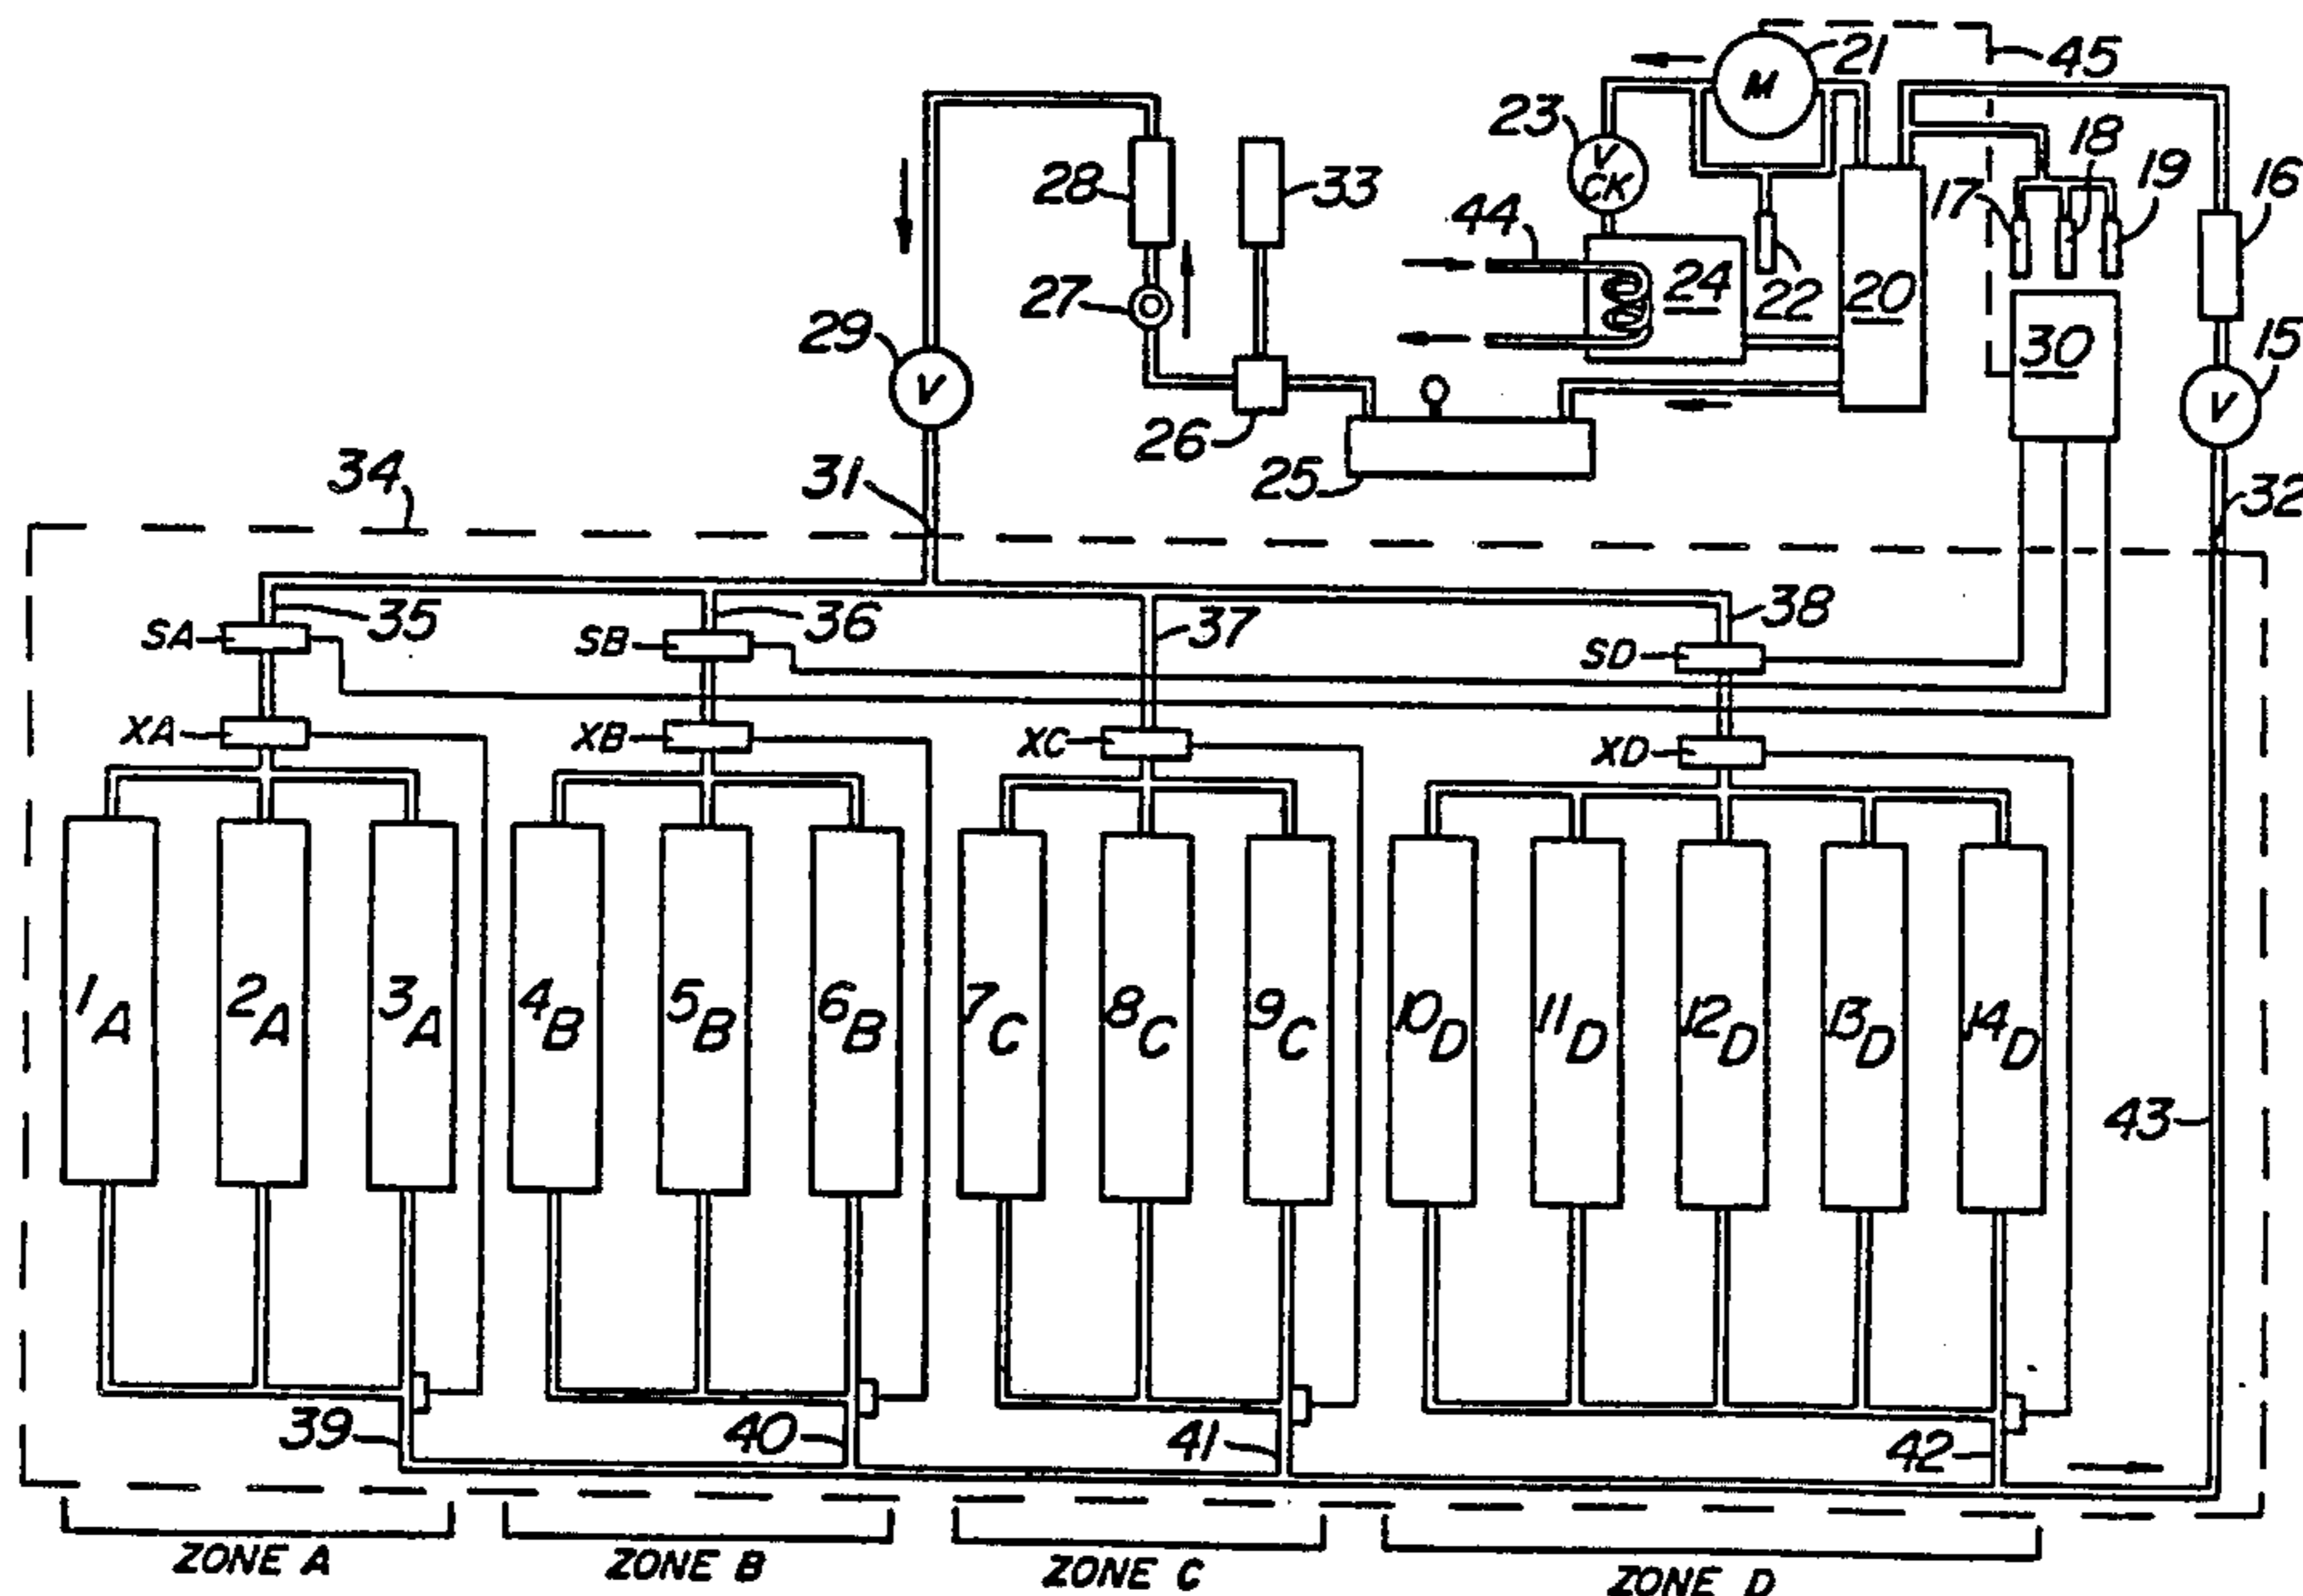 21
45
M
23
V
CK
18
19
28
33
44
17
16
24
22
20
27
30
15
29
V
V
26
25
34
31
32
35
36
37
38
SA
SB
SD
XA
XB
XC
XD
1A
2A
3A
4B
5B
6B
7C
8C
9C
10D
11D
12D
13D
14D
43
39
40
41
42
ZONE A
ZONE B
ZONE C
ZONE D